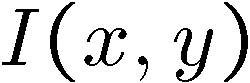 I(x, y)